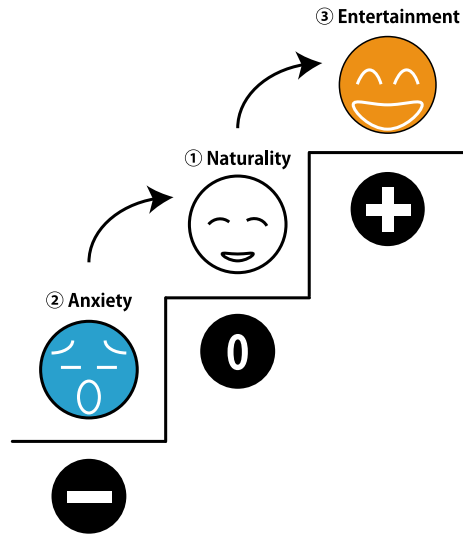 ③ Entertainment
① Naturality
② Anxiety
0